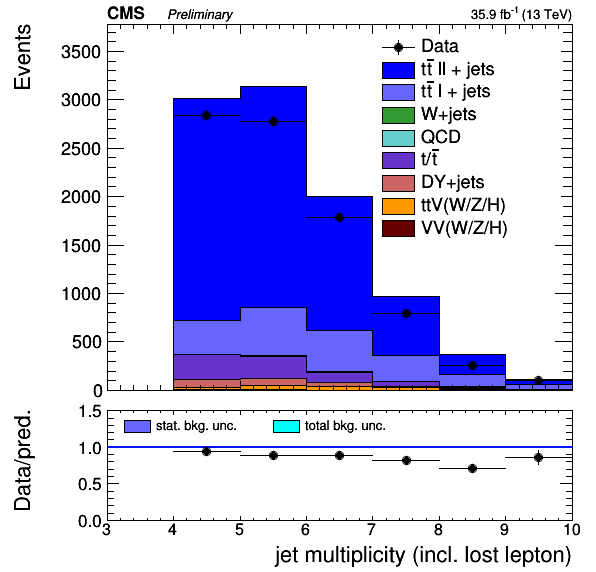 CMS Preliminary 35.9 fb⁻¹ (13 TeV)
Events
3500
3000
2500
2000
1500
1000
500
0
Data
tt̄ ll + jets
tt̄ l + jets
W+jets
QCD
t/t̄
DY+jets
ttV(W/Z/H)
VV(W/Z/H)
Data/pred.
1.5
1.0
0.5
0.0
stat. bkg. unc. total bkg. unc.
3 4 5 6 7 8 9 10
jet multiplicity (incl. lost lepton)